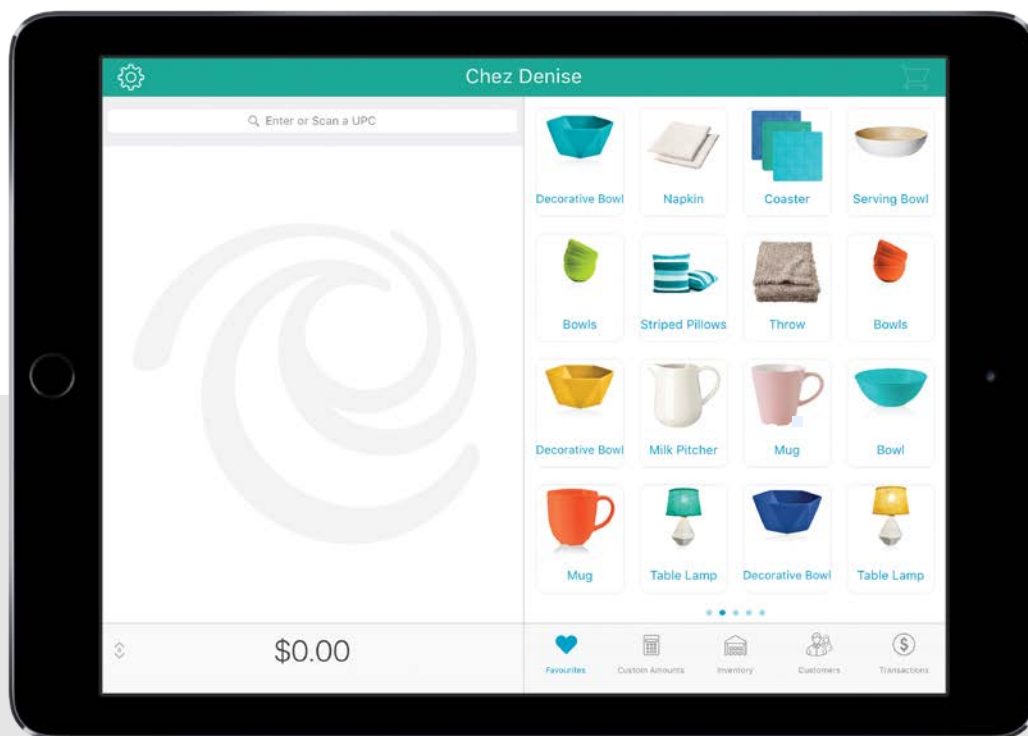 Chez Denise
Enter or Scan a UPC
Decorative Bowl
Napkin
Coaster
Serving Bowl
Bowls
Striped Pillows
Throw
Bowls
Decorative Bowl
Milk Pitcher
Mug
Bowl
Mug
Table Lamp
Decorative Bowl
Table Lamp
$0.00
Favourites
Custom Amounts
Inventory
Customers
Transactions